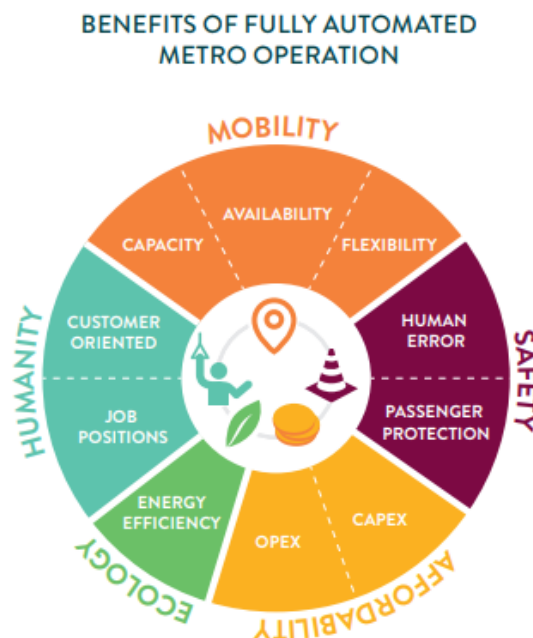 BENEFITS OF FULLY AUTOMATED
METRO OPERATION
MOBILITY
CAPACITY
AVAILABILITY
FLEXIBILITY
SAFETY
HUMAN
ERROR
PASSENGER
PROTECTION
AFFORDABILITY
CAPEX
OPEX
ECOLOGY
ENERGY
EFFICIENCY
HUMANITY
CUSTOMER
ORIENTED
JOB
POSITIONS